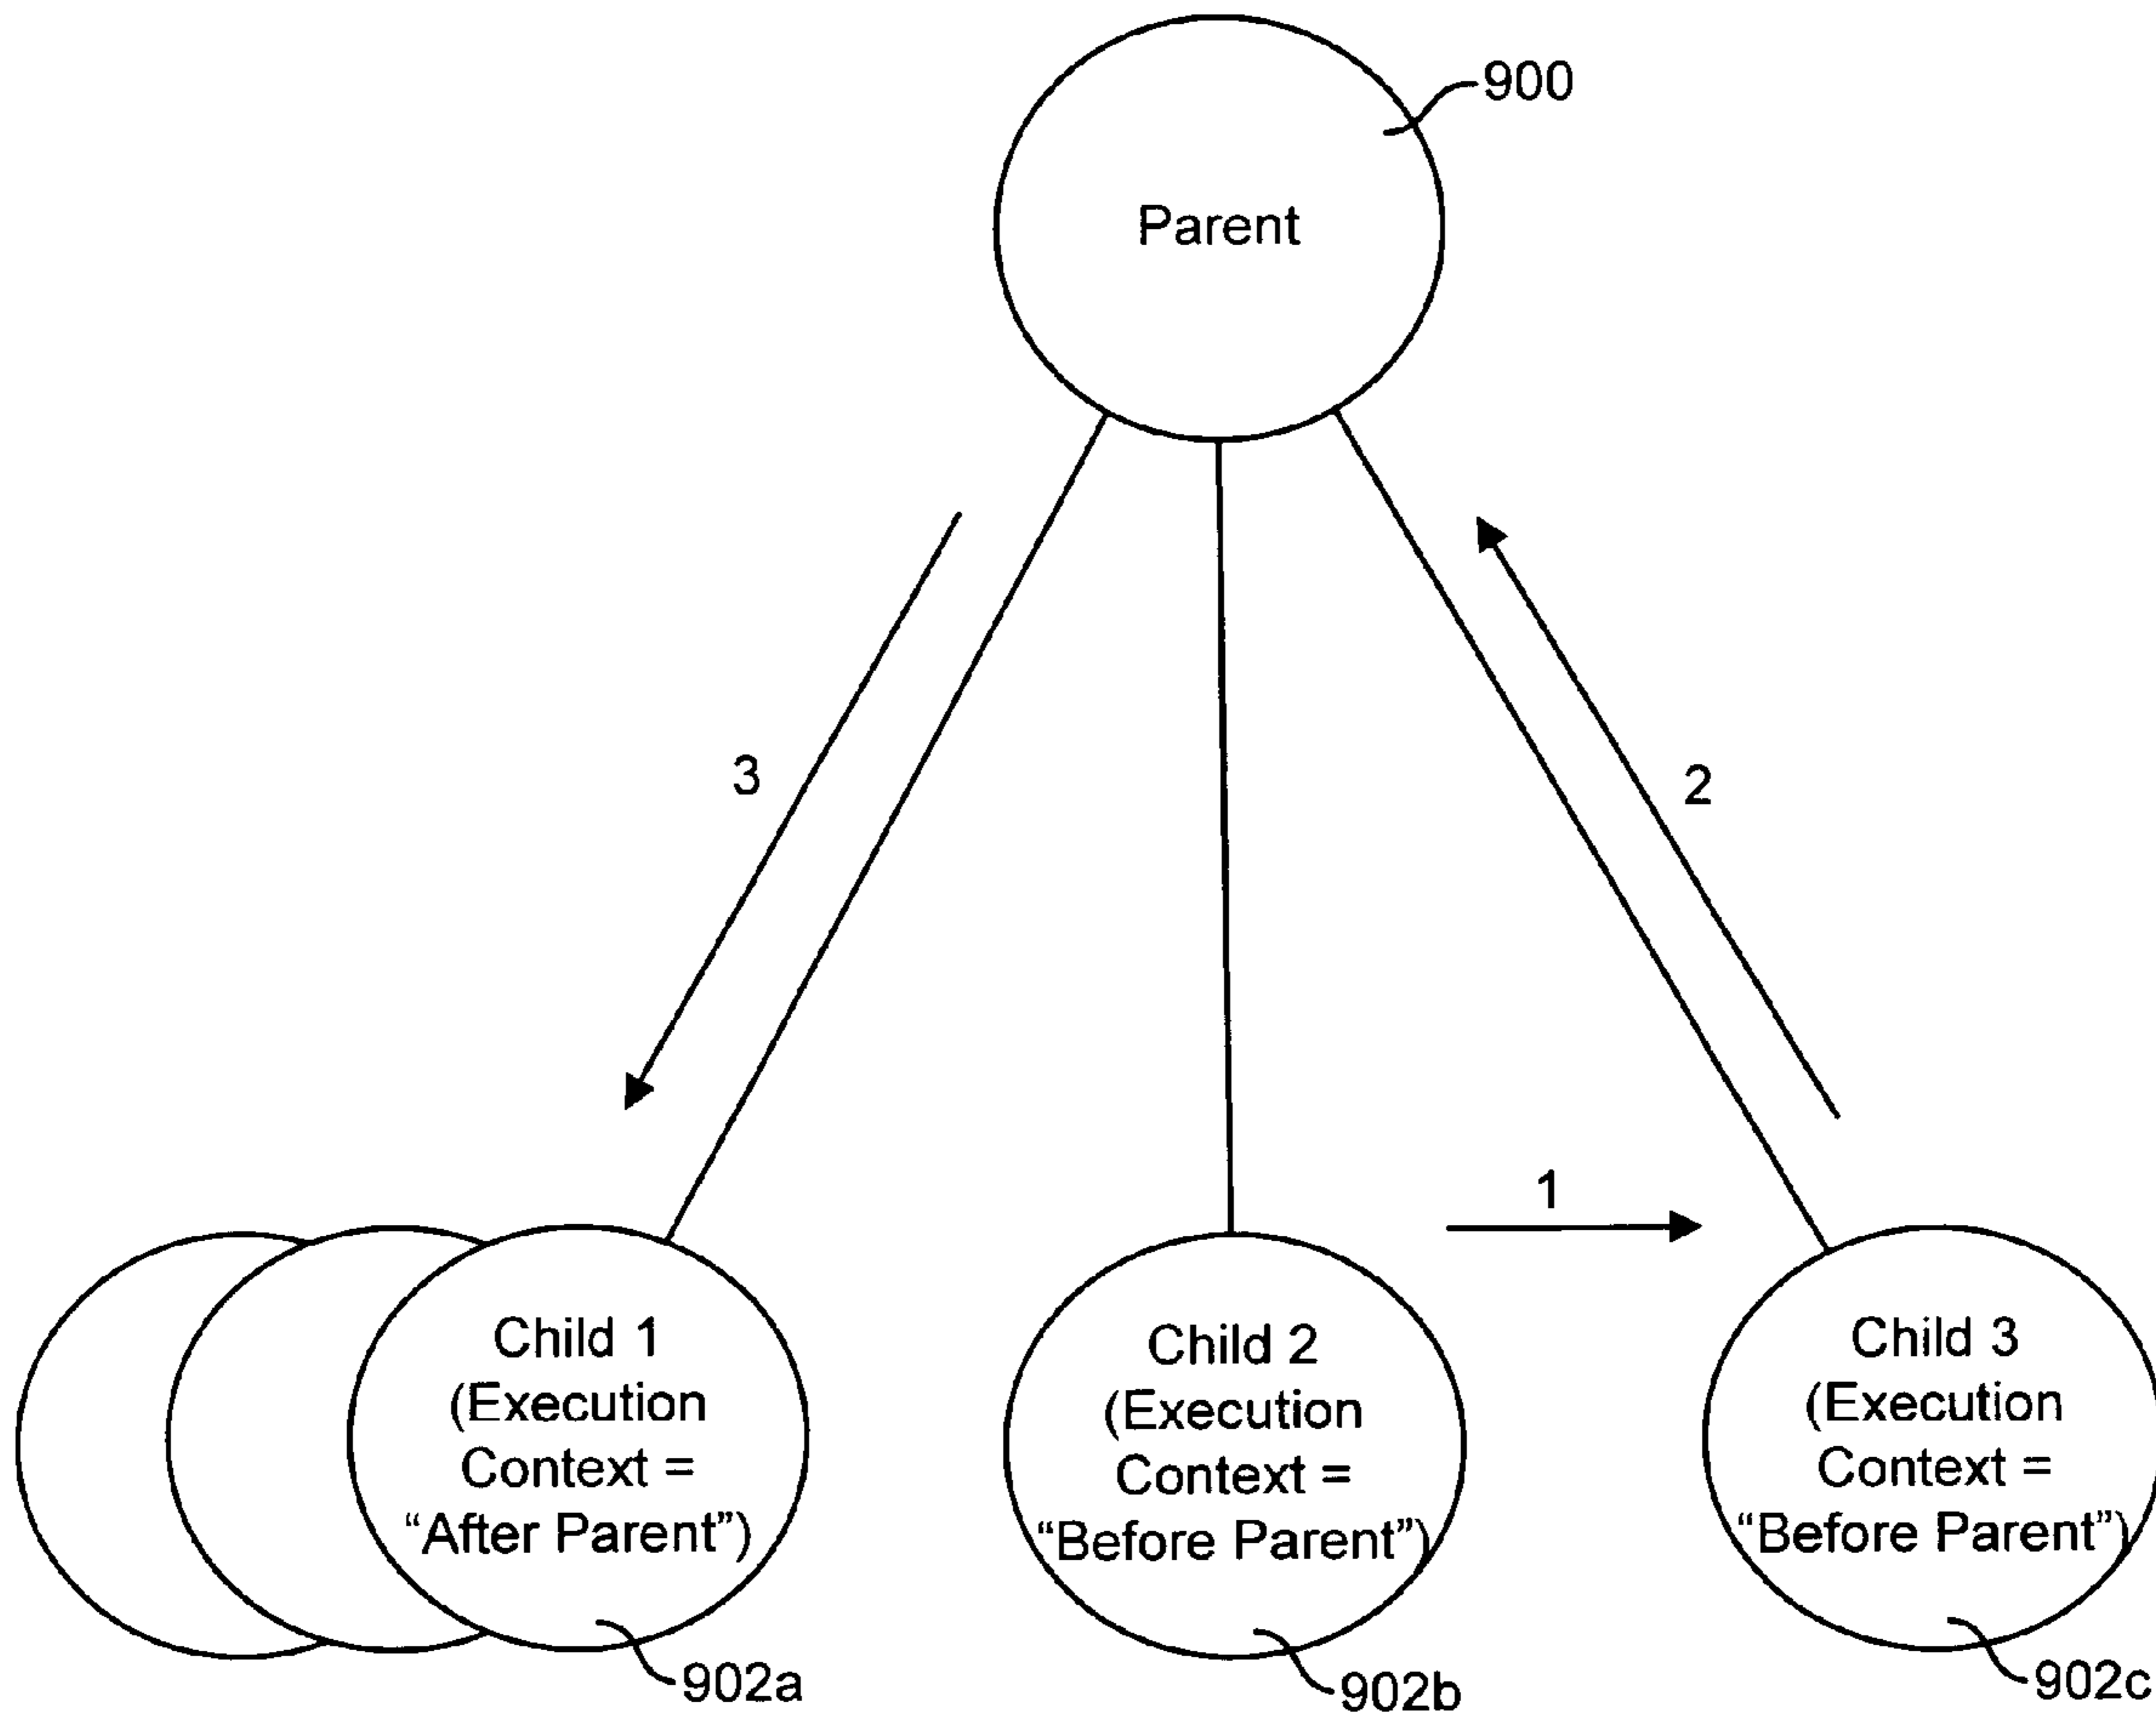 900
Parent
3
2
1
Child 1
(Execution
Context =
“After Parent”)
902a
Child 2
(Execution
Context =
“Before Parent”)
902b
Child 3
(Execution
Context =
“Before Parent”)
902c